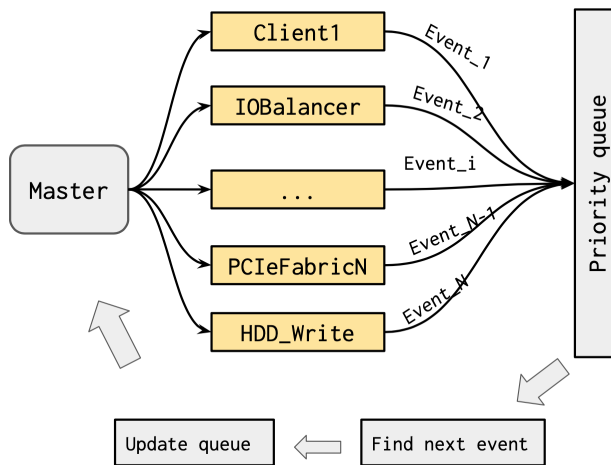 Client1
Event_1
IOBalancer
Event_2
Master
...
Event_i
Priority queue
PCIeFabricN
Event_N-1
HDD_Write
Event_N
Update queue
Find next event